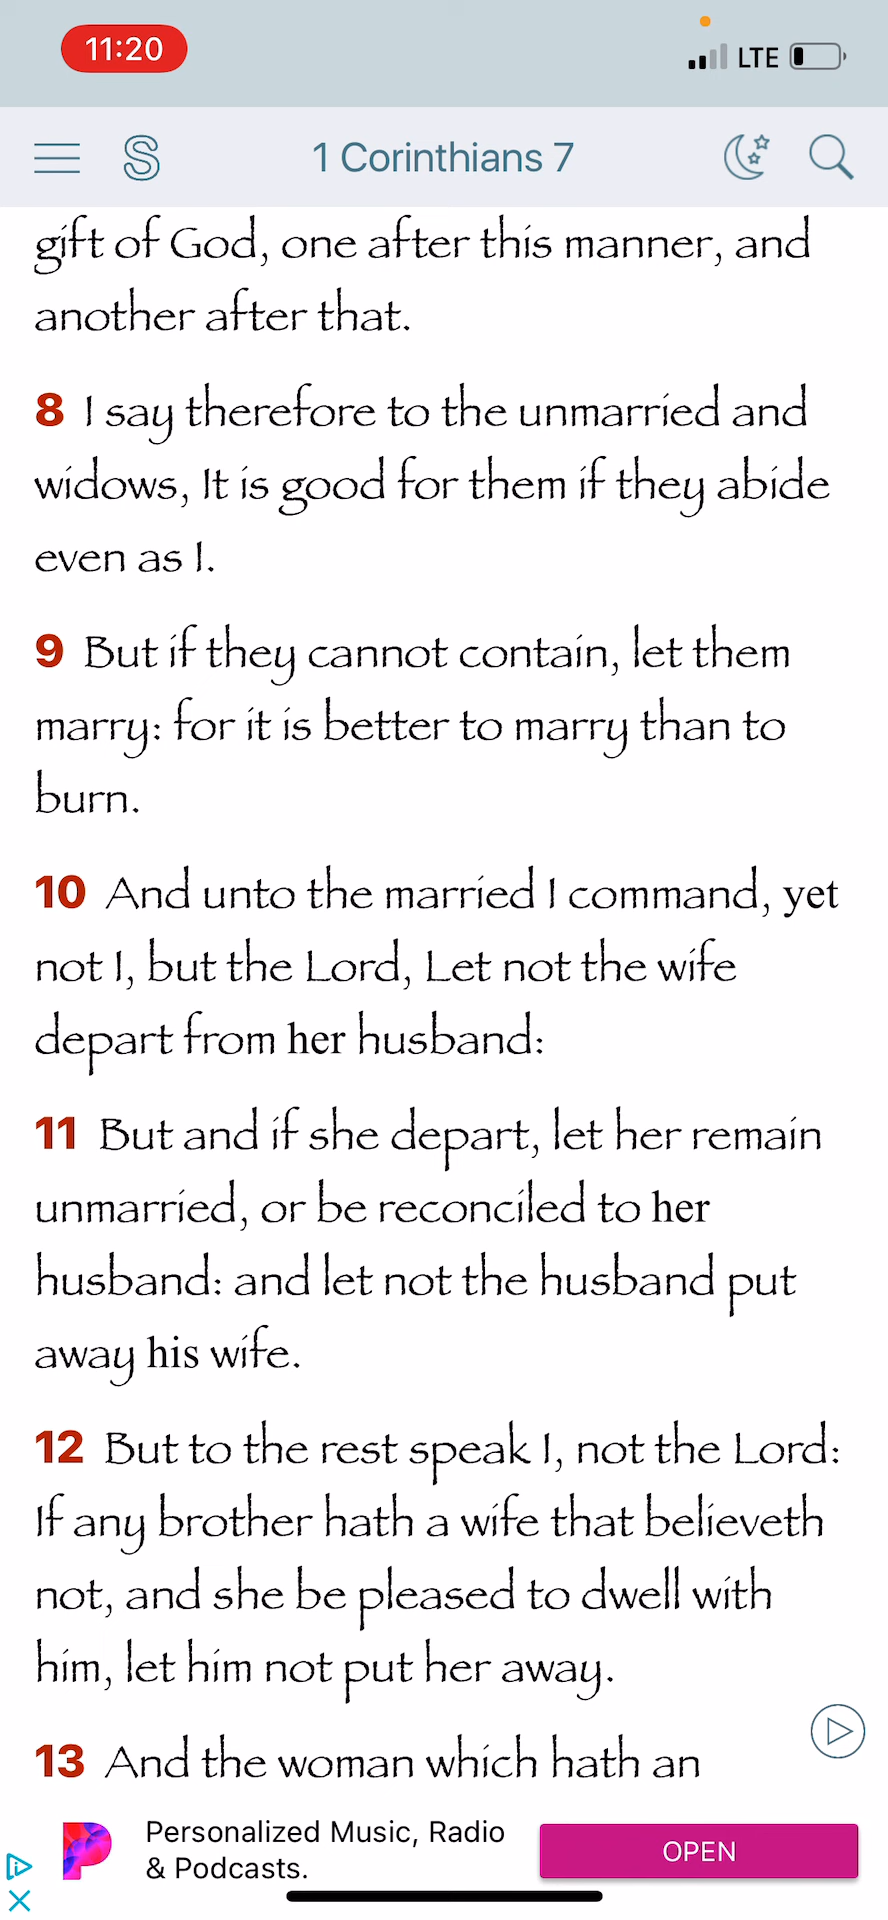 11:20
LTE
S
1 Corinthians 7
gift of God, one after this manner, and
another after that.
8 I say therefore to the unmarried and
widows, It is good for them if they abide
even as I.
9 But if they cannot contain, let them
marry: for it is better to marry than to
burn.
10 And unto the married I command, yet
not I, but the Lord, Let not the wife
depart from her husband:
11 But and if she depart, let her remain
unmarried, or be reconciled to her
husband: and let not the husband put
away his wife.
12 But to the rest speak I, not the Lord:
If any brother hath a wife that believeth
not, and she be pleased to dwell with
him, let him not put her away.
13 And the woman which hath an
Personalized Music, Radio
& Podcasts.
OPEN